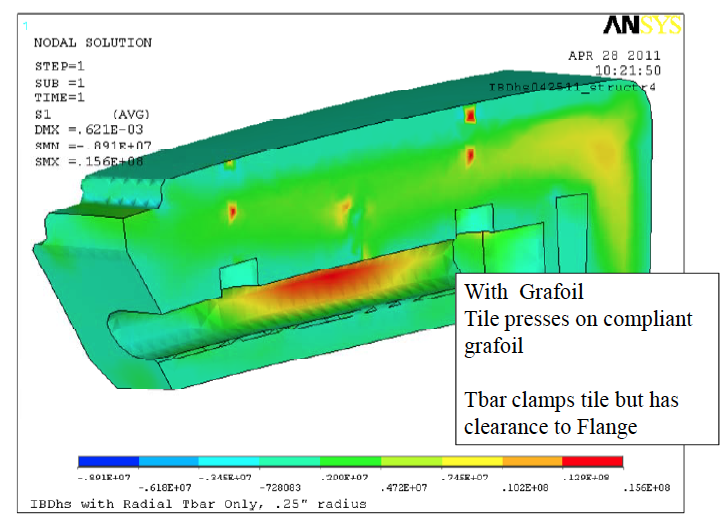 1
ANSYS
NODAL SOLUTION
APR 28 2011
STEP=1
10:21:50
SUB =1
IBDhs042511_structr4
TIME=1
S1 (AVG)
DMX =.621E-03
SMN =-.891E+07
SMX =.156E+08
With Grafoil
Tile presses on compliant
grafoil
Tbar clamps tile but has
clearance to Flange
-.891E+07 -.345E+07 .200E+07 .745E+07 .129E+08
-.618E+07 -728083 .472E+07 .102E+08 .156E+08
IBDhs with Radial Tbar Only, .25" radius